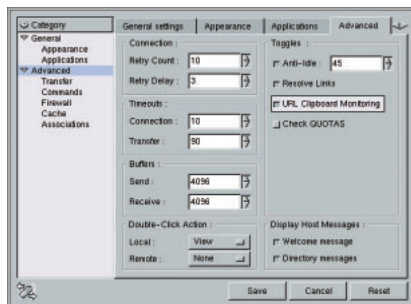 Category
General
Appearance
Applications
Advanced
Transfer
Commands
Firewall
Cache
Associations
General settings
Appearance
Applications
Advanced
Connection :
Retry Count : 10
Retry Delay : 3
Timeouts :
Connection : 10
Transfer : 90
Buffers :
Send : 4096
Receive : 4096
Double-Click Action :
Local : View
Remote : None
Toggles :
Anti-Idle : 45
Resolve Links
URL Clipboard Monitoring
Check QUOTAS
Display Host Messages :
Welcome message
Directory messages
Save
Cancel
Reset